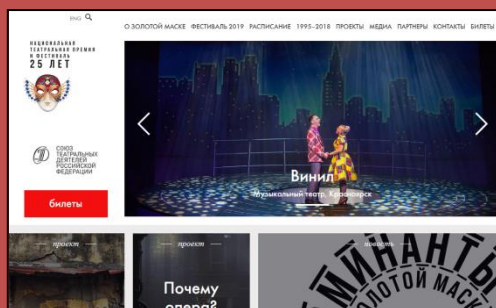 ENG
О ЗОЛОТОЙ МАСКЕ ФЕСТИВАЛЬ 2019 РАСПИСАНИЕ 1995–2018 ПРОЕКТЫ МЕДИА ПАРТНЕРЫ КОНТАКТЫ БИЛЕТЫ
НАЦИОНАЛЬНАЯ
ТЕАТРАЛЬНАЯ ПРЕМИЯ
И ФЕСТИВАЛЬ
25 ЛЕТ
СОЮЗ
ТЕАТРАЛЬНЫХ
ДЕЯТЕЛЕЙ
РОССИЙСКОЙ
ФЕДЕРАЦИИ
билеты
Винил
Музыкальный театр, Красноярск
проект
проект
новость
Почему
опера?
МИНАНТЫ
ЗОЛОТОЙ МАСК